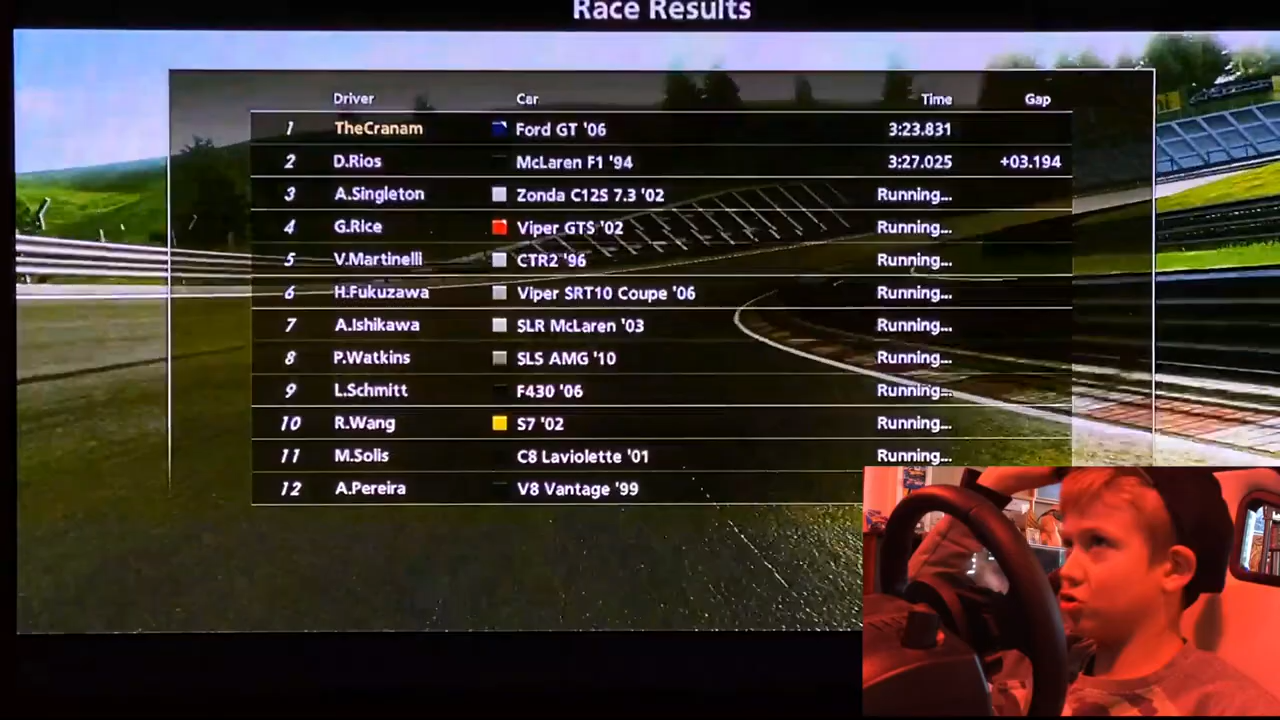 Race Results
Driver Car Time Gap
1 TheCranam Ford GT '06 3:23.831
2 D.Rios McLaren F1 '94 3:27.025 +03.194
3 A.Singleton Zonda C12S 7.3 '02 Running...
4 G.Rice Viper GTS '02 Running...
5 V.Martinelli CTR2 '96 Running...
6 H.Fukuzawa Viper SRT10 Coupe '06 Running...
7 A.Ishikawa SLR McLaren '03 Running...
8 P.Watkins SLS AMG '10 Running...
9 L.Schmitt F430 '06 Running...
10 R.Wang S7 '02 Running...
11 M.Solis C8 Laviolette '01 Running...
12 A.Pereira V8 Vantage '99